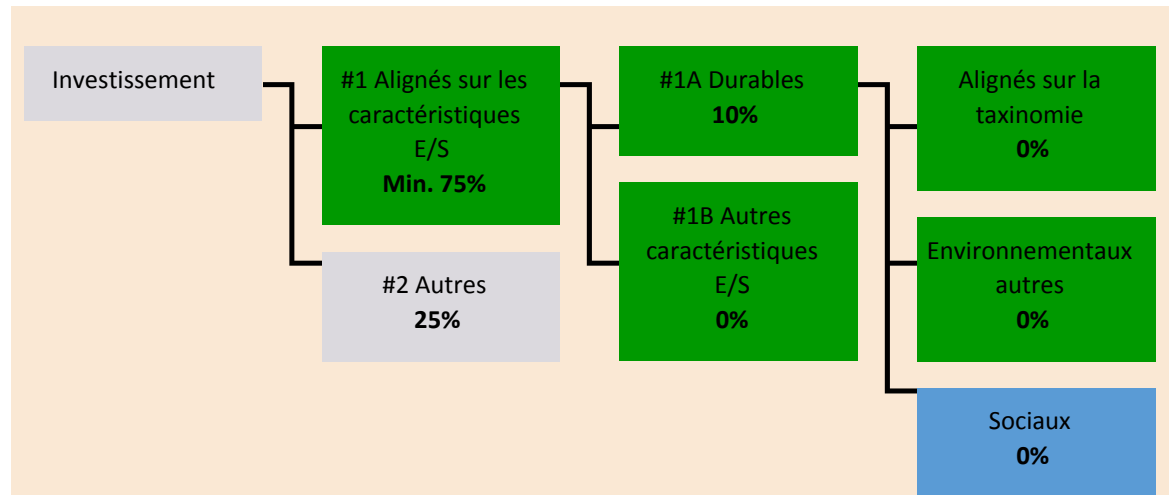 Investissement
#1 Alignés sur les
caractéristiques
E/S
Min. 75%
#2 Autres
25%
#1A Durables
10%
#1B Autres
caractéristiques
E/S
0%
Alignés sur la
taxinomie
0%
Environnementaux
autres
0%
Sociaux
0%